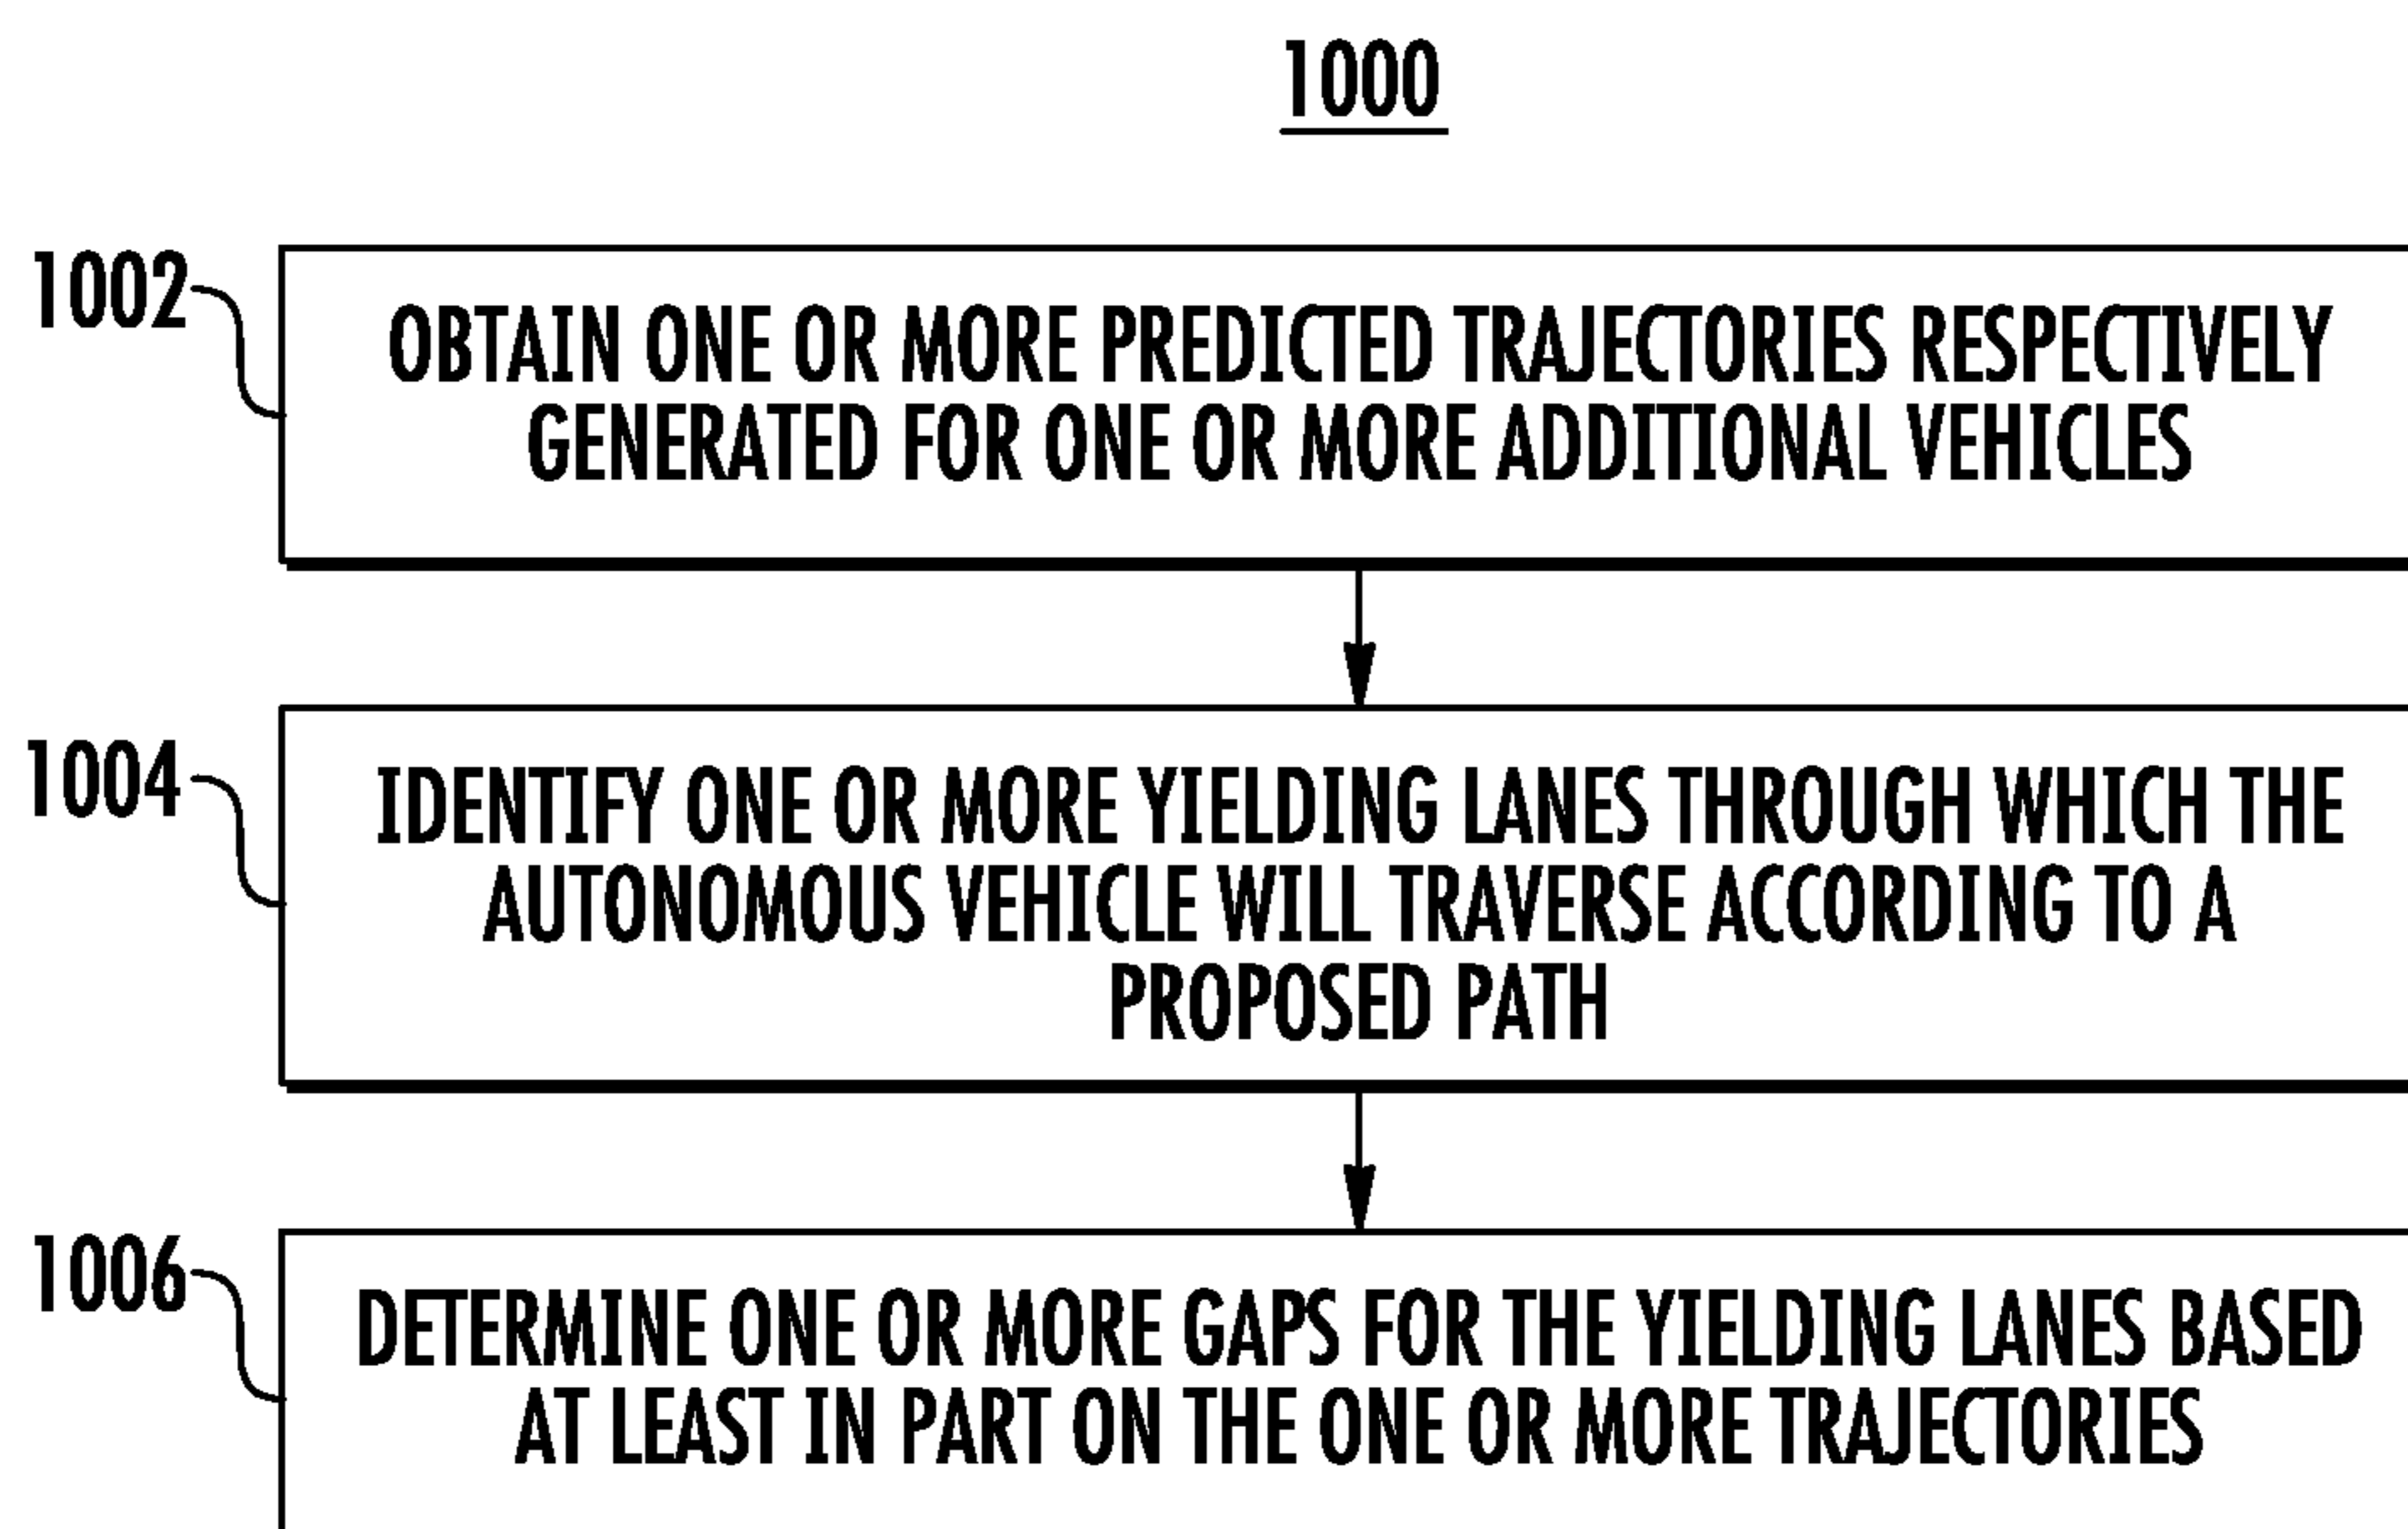 1000
1002
OBTAIN ONE OR MORE PREDICTED TRAJECTORIES RESPECTIVELY
GENERATED FOR ONE OR MORE ADDITIONAL VEHICLES
1004
IDENTIFY ONE OR MORE YIELDING LANES THROUGH WHICH THE
AUTONOMOUS VEHICLE WILL TRAVERSE ACCORDING TO A
PROPOSED PATH
1006
DETERMINE ONE OR MORE GAPS FOR THE YIELDING LANES BASED
AT LEAST IN PART ON THE ONE OR MORE TRAJECTORIES